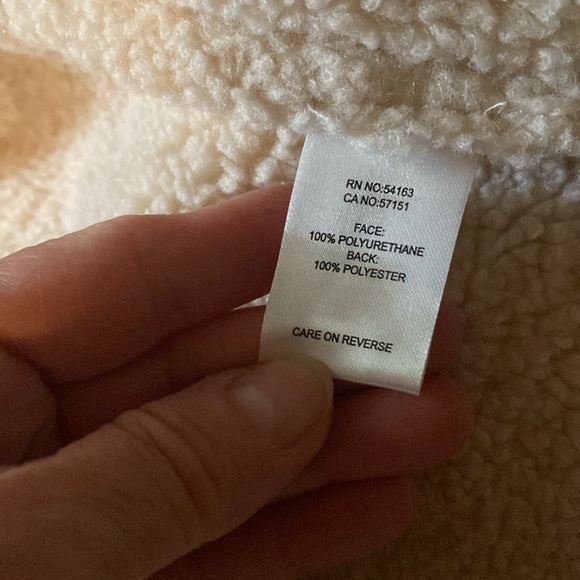 RN NO:54163
CA NO:57151
FACE:
100% POLYURETHANE
BACK:
100% POLYESTER
CARE ON REVERSE